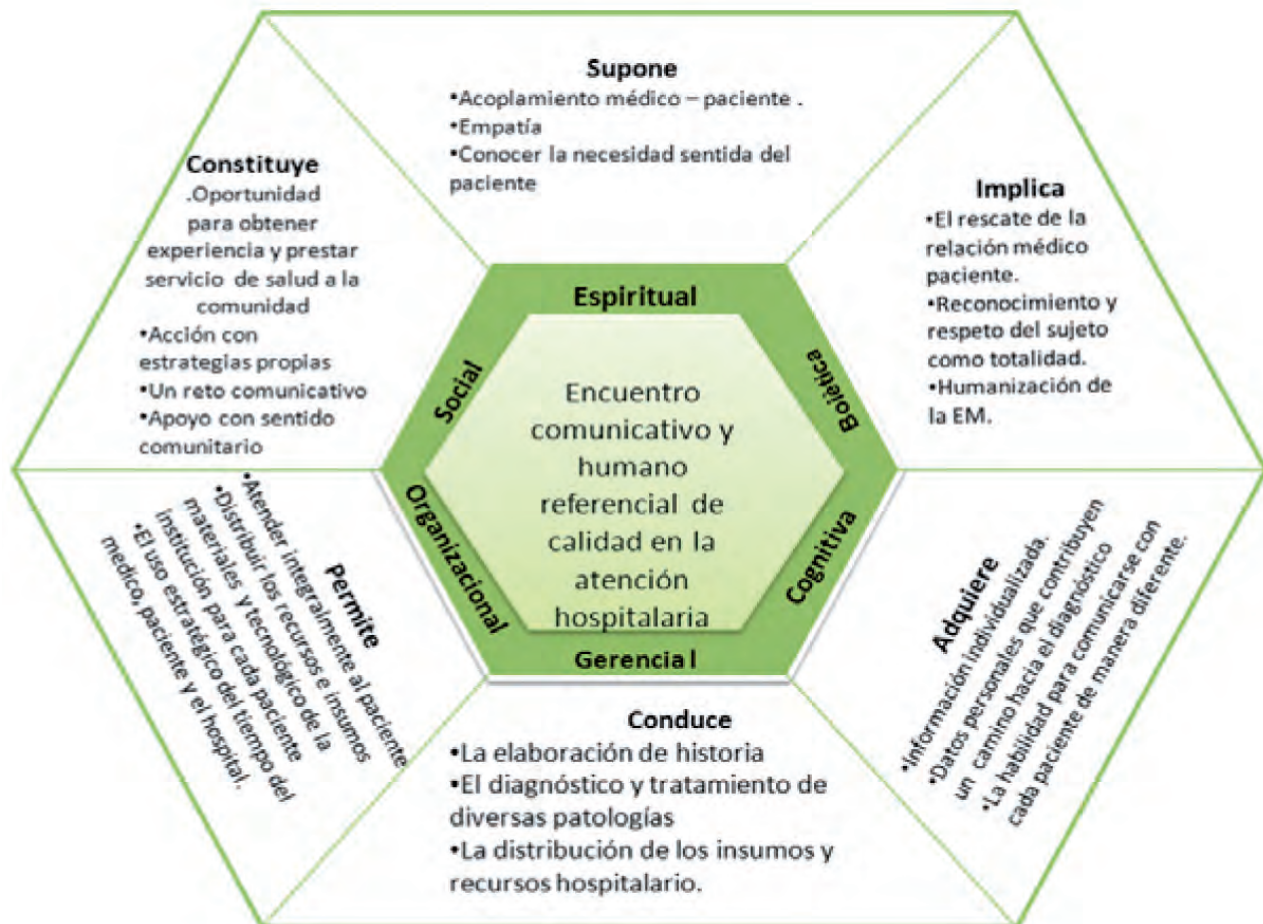 Supone
•Acoplamiento médico – paciente .
•Empatía
•Conocer la necesidad sentida del
paciente
Constituye
.Oportunidad
para obtener
experiencia y prestar
servicio de salud a la
comunidad
•Acción con
estrategias propias
•Un reto comunicativo
•Apoyo con sentido
comunitario
Implica
•El rescate de la
relación médico
paciente.
•Reconocimiento y
respeto del sujeto
como totalidad.
•Humanización de
la EM.
Espiritual
Social
Boiética
Encuentro
comunicativo y
humano
referencial de
calidad en la
atención
hospitalaria
Organizacional
Cognitiva
Gerencial
Permite
•Atender integralmente al paciente
•Distribuir los recursos e insumos
materiales y tecnológico de la
institución para cada paciente
•El uso estratégico del tiempo del
medico, paciente y el hospital.
Adquiere
•Información individualizada.
•Datos personales que contribuyen
un camino hacia el diagnóstico
•La habilidad para comunicarse con
cada paciente de manera diferente.
Conduce
•La elaboración de historia
•El diagnóstico y tratamiento de
diversas patologías
•La distribución de los insumos y
recursos hospitalario.